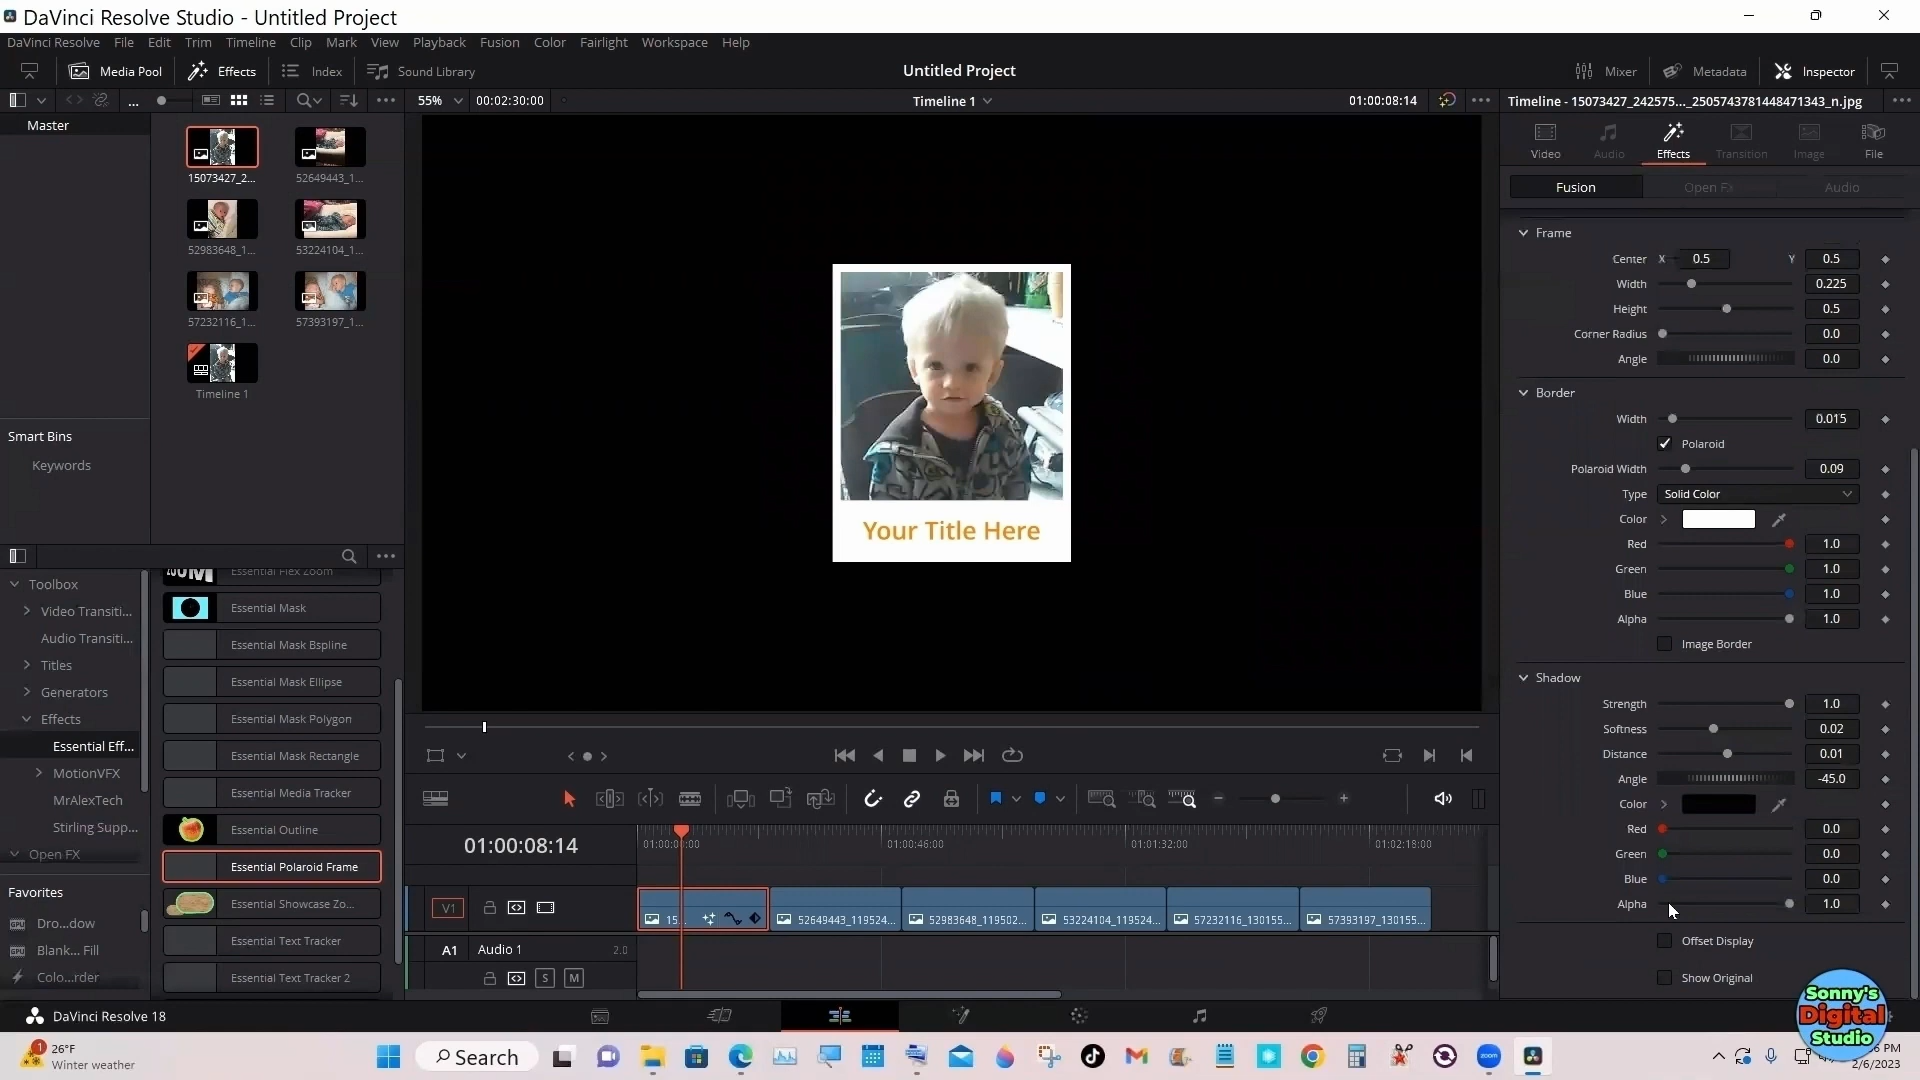 DaVinci Resolve Studio - Untitled Project
DaVinci Resolve File Edit Trim Timeline Clip Mark View Playback Fusion Color Fairlight Workspace Help
Media Pool Effects Index Sound Library Untitled Project Mixer Metadata Inspector
... 55% 00:02:30:00 Timeline 1 01:00:08:14 Timeline - 15073427_242575..._2505743781448471343_n.jpg
Master
Video Audio Effects Transition Image File
15073427_2... 52649443_1...
Fusion Open FX Audio
52983648_1... 53224104_1...
57232116_1... 57393197_1...
Timeline 1
Frame
Center X 0.5 Y 0.5
Width 0.225
Height 0.5
Corner Radius 0.0
Angle 0.0
Border
Width 0.015
Polaroid
Polaroid Width 0.09
Type Solid Color
Color
Red 1.0
Green 1.0
Blue 1.0
Alpha 1.0
Image Border
Shadow
Strength 1.0
Softness 0.02
Distance 0.01
Angle -45.0
Color
Red 0.0
Green 0.0
Blue 0.0
Alpha 1.0
Offset Display
Show Original
Your Title Here
Smart Bins
Keywords
Toolbox
Video Transiti...
Audio Transiti...
Titles
Generators
Effects
Essential Eff...
MotionVFX
MrAlexTech
Stirling Supp...
Open FX
Favorites
Dro...dow
Blank... Fill
Colo...rder
Essential Flex Zoom
Essential Mask
Essential Mask Bspline
Essential Mask Ellipse
Essential Mask Polygon
Essential Mask Rectangle
Essential Media Tracker
Essential Outline
Essential Polaroid Frame
Essential Showcase Zo...
Essential Text Tracker
Essential Text Tracker 2
01:00:08:14 01:00:00:00 01:00:46:00 01:01:32:00 01:02:18:00
V1 15... 52649443_119524... 52983648_119502... 53224104_119524... 57232116_130155... 57393197_130155...
A1 Audio 1 2.0
S M
DaVinci Resolve 18
Sonny's
Digital
Studio
1 26°F
Winter weather
Search
zoom
PM
2/6/2023